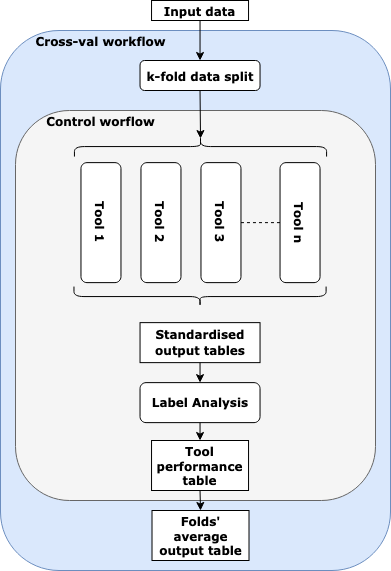 Input data
Cross-val workflow
k-fold data split
Control worflow
Tool 1
Tool 2
Tool 3
Tool n
Standardised
output tables
Label Analysis
Tool
performance
table
Folds'
average
output table